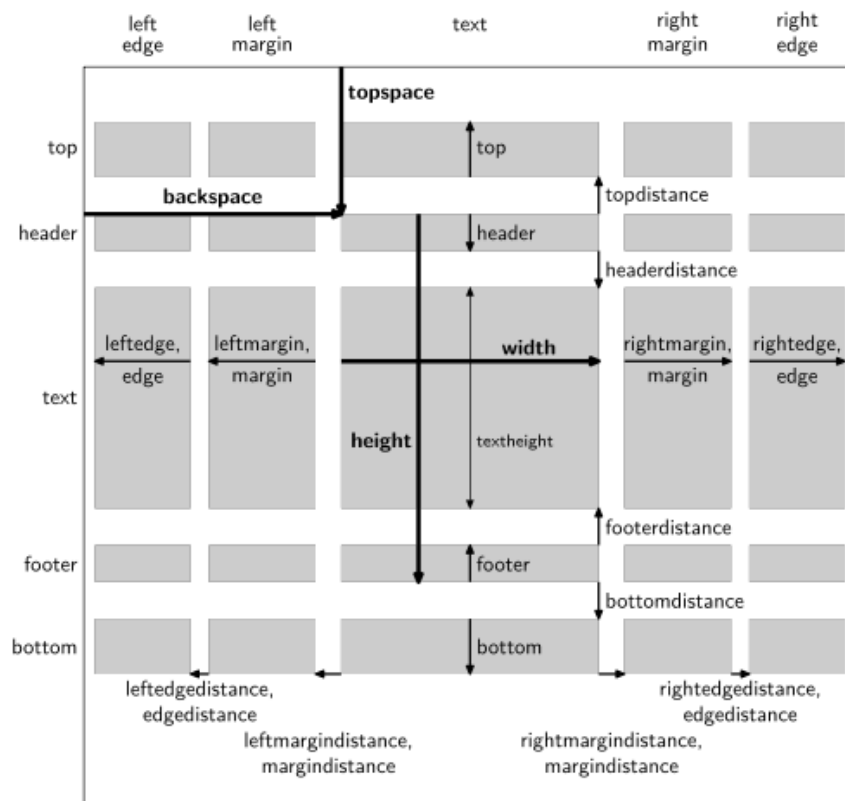 left
edge
left
margin
text
right
margin
right
edge
topspace
top
top
backspace
topdistance
header
header
headerdistance
leftedge,
edge
leftmargin,
margin
width
rightmargin,
margin
rightedge,
edge
text
height
textheight
footerdistance
footer
footer
bottomdistance
bottom
bottom
leftedgedistance,
edgedistance
rightedgedistance,
edgedistance
leftmargindistance,
margindistance
rightmargindistance,
margindistance